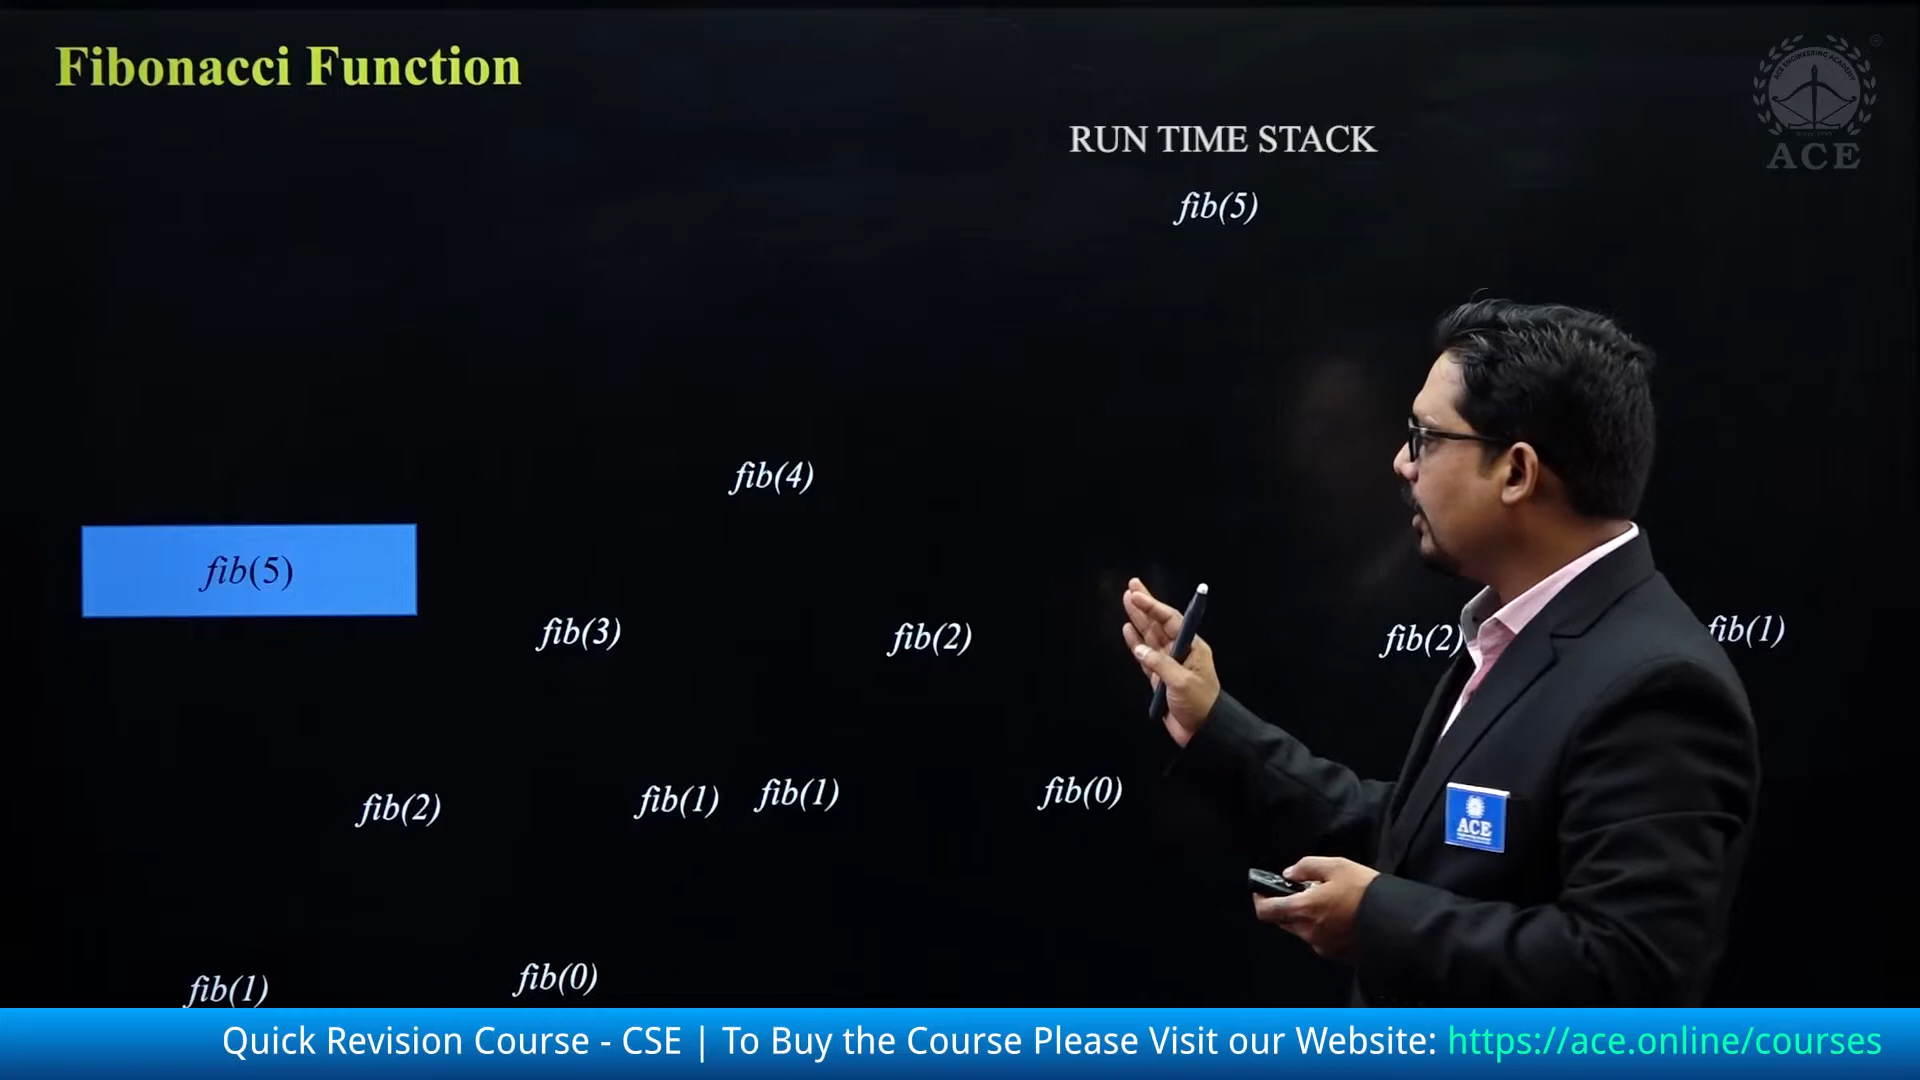 Fibonacci Function
RUN TIME STACK
ACE
fib(5)
fib(4)
fib(5)
fib(3)
fib(2)
fib(2)
fib(1)
fib(2)
fib(1)
fib(1)
fib(0)
ACE
fib(1)
fib(0)
Quick Revision Course - CSE | To Buy the Course Please Visit our Website: https://ace.online/courses